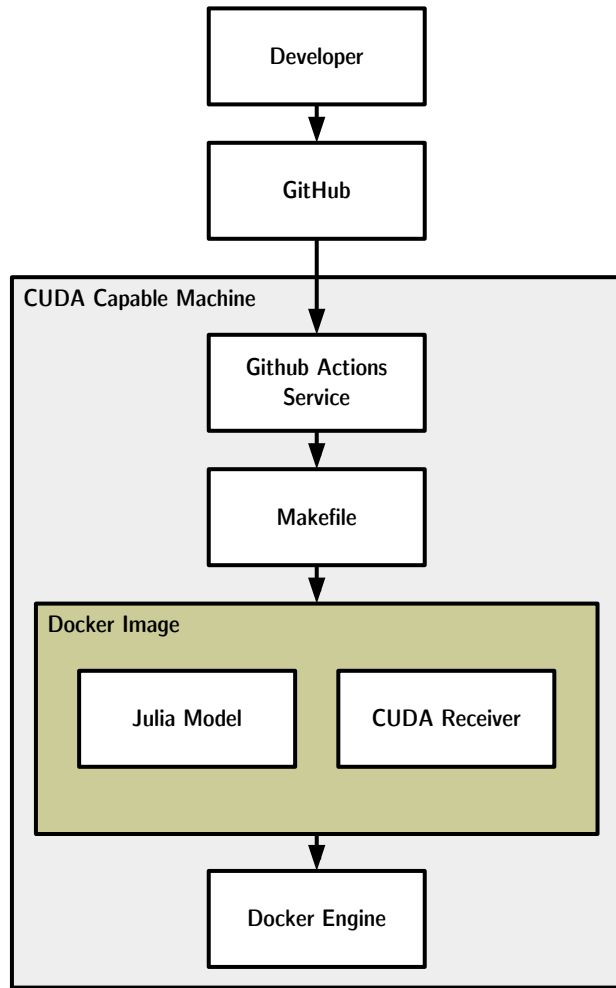 Developer
GitHub
CUDA Capable Machine
Github Actions
Service
Makefile
Docker Image
Julia Model
CUDA Receiver
Docker Engine